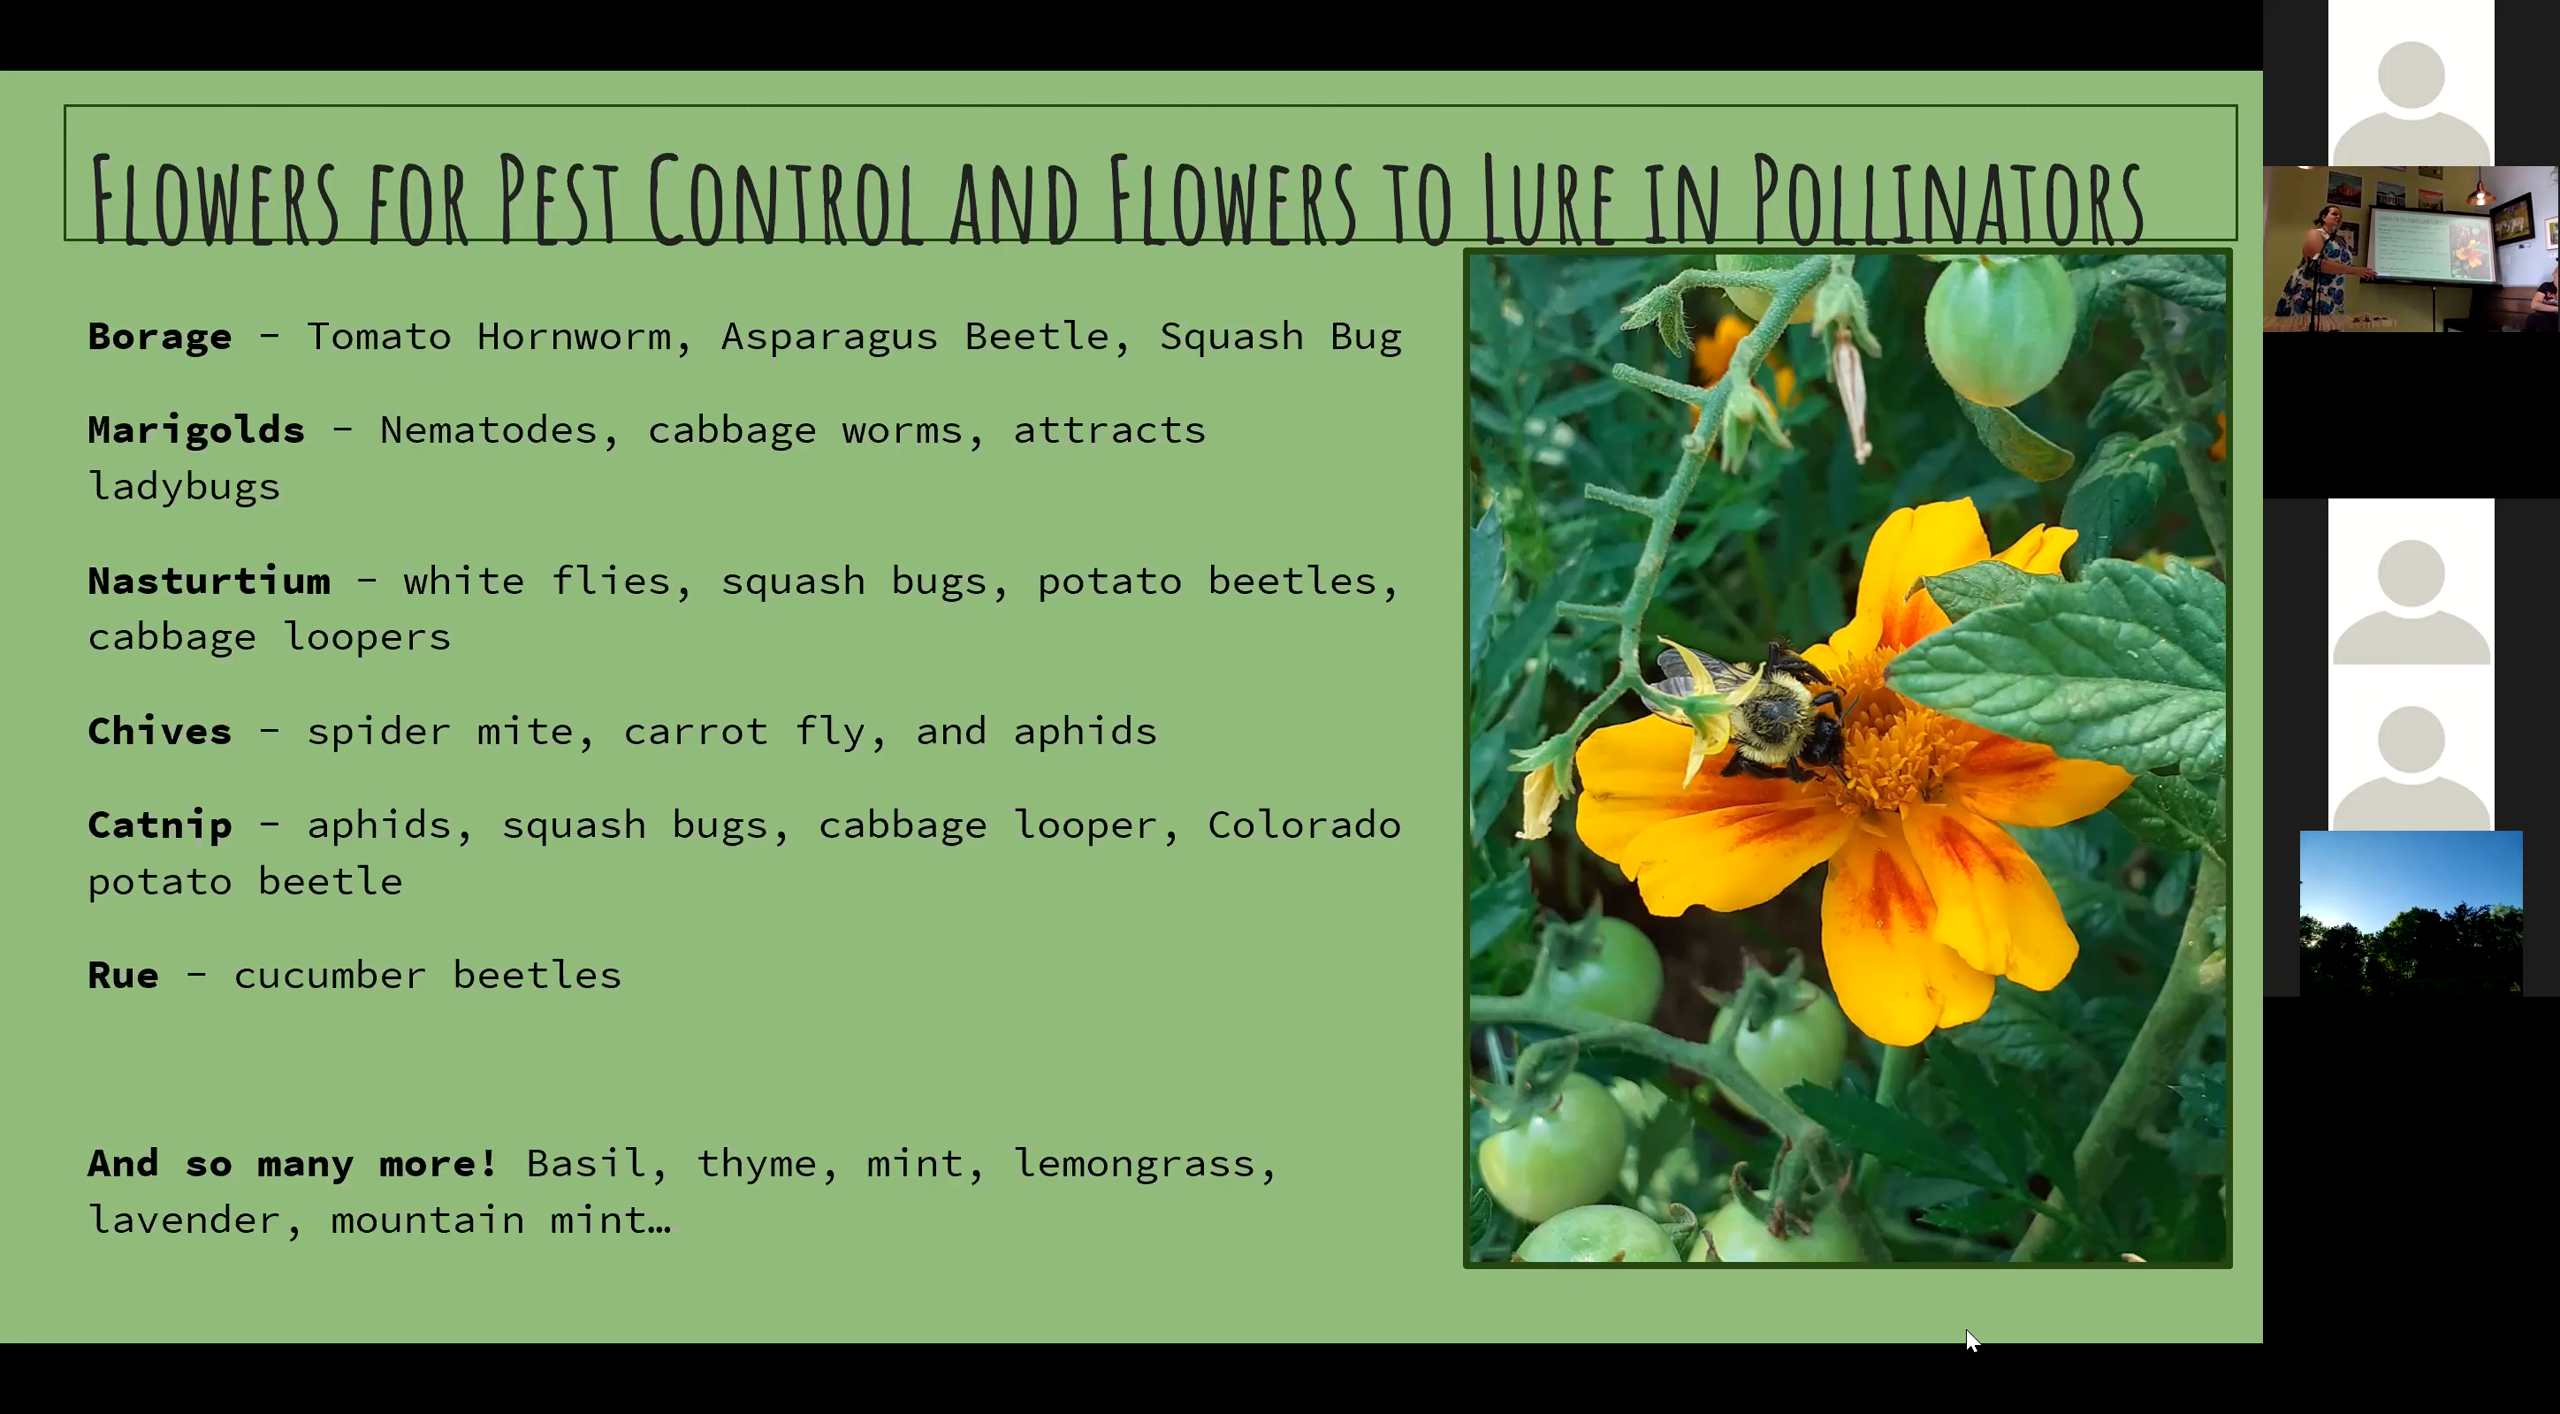 Flowers for Pest Control and Flowers to Lure in Pollinators
Borage - Tomato Hornworm, Asparagus Beetle, Squash Bug
Marigolds - Nematodes, cabbage worms, attracts
ladybugs
Nasturtium - white flies, squash bugs, potato beetles,
cabbage loopers
Chives - spider mite, carrot fly, and aphids
Catnip - aphids, squash bugs, cabbage looper, Colorado
potato beetle
Rue - cucumber beetles
And so many more! Basil, thyme, mint, lemongrass,
lavender, mountain mint…